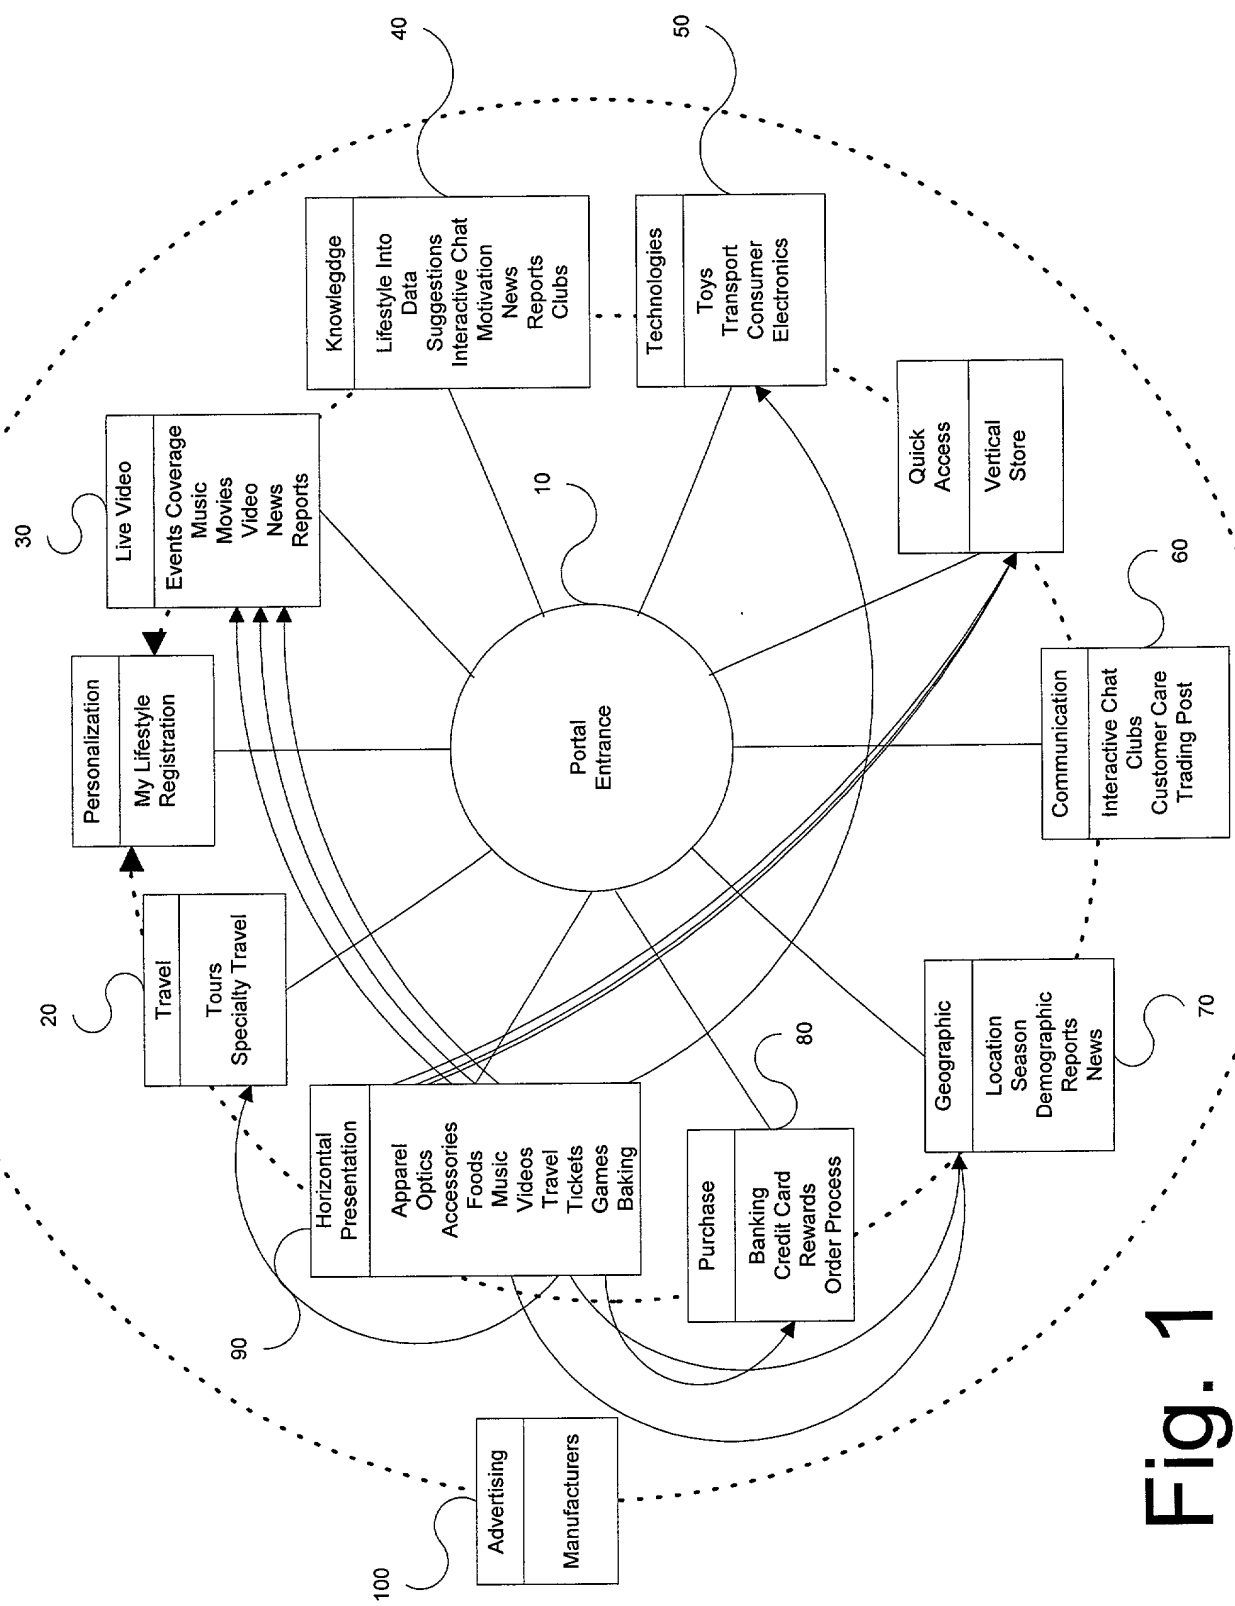 40
50
Knowlegdge
Lifestyle Into
Data
Suggestions
Interactive Chat
Motivation
News
Reports
Clubs
Technologies
Toys
Transport
Consumer
Electronics
30
Live Video
Events Coverage
Music
Movies
Video
News
Reports
Quick
Access
Vertical
Store
10
Portal
Entrance
60
Personalization
My Lifestyle
Registration
Communication
Interactive Chat
Clubs
Customer Care
Trading Post
20
Travel
Tours
Specialty Travel
80
70
Geographic
Location
Season
Demographic
Reports
News
Horizontal
Presentation
Apparel
Optics
Accessories
Foods
Music
Videos
Travel
Tickets
Games
Baking
Purchase
Banking
Credit Card
Rewards
Order Process
90
Advertising
Manufacturers
100
Fig. 1